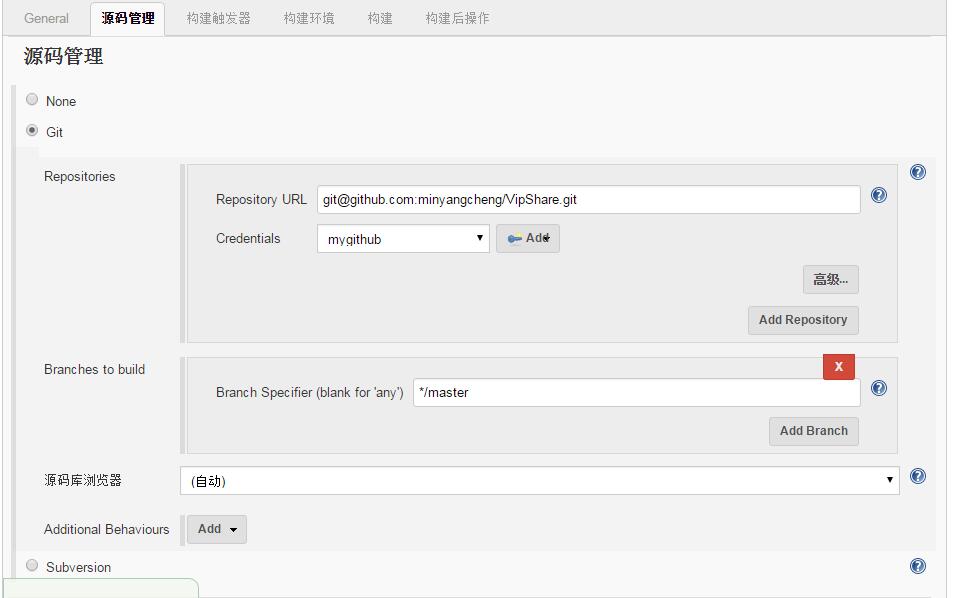 General 源码管理 构建触发器 构建环境 构建 构建后操作
源码管理
None
Git
Repositories
Repository URL git@github.com:minyangcheng/VipShare.git
Credentials mygithub Add
高级...
Add Repository
Branches to build
X
Branch Specifier (blank for 'any') */master
Add Branch
源码库浏览器 (自动)
Additional Behaviours Add
Subversion